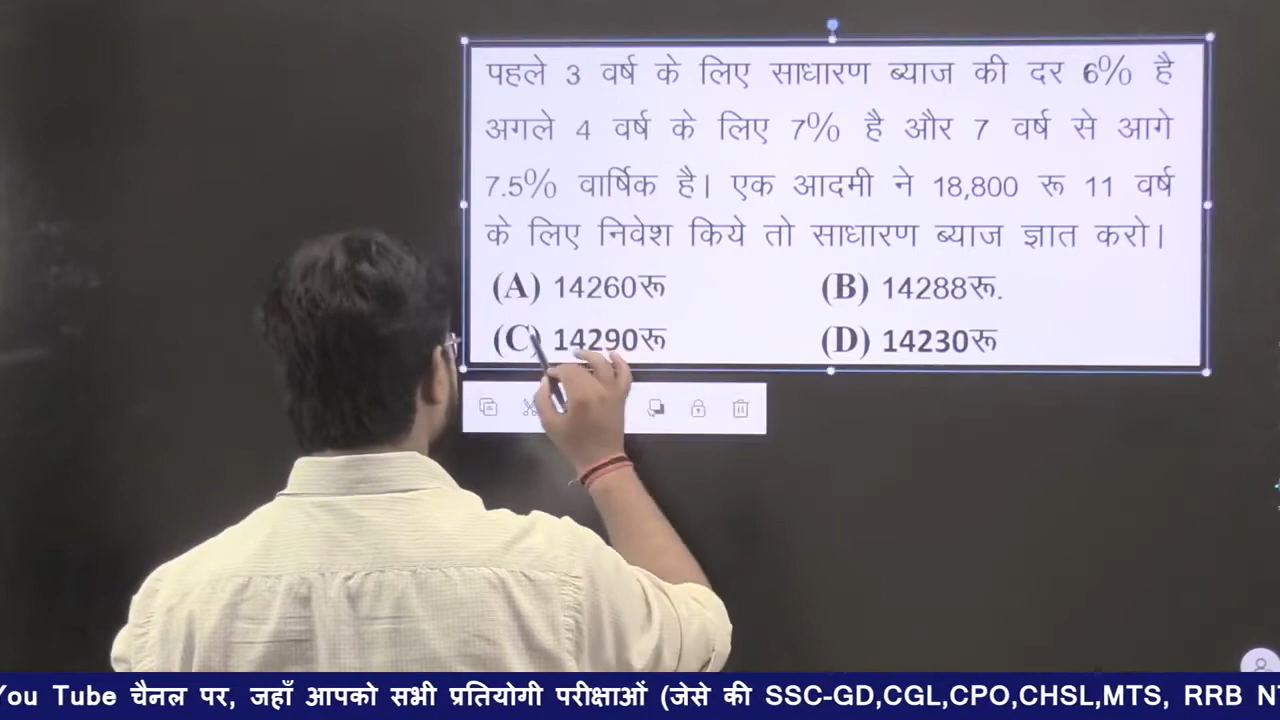 पहले 3 वर्ष के लिए साधारण ब्याज की दर 6% है
अगले 4 वर्ष के लिए 7% है और 7 वर्ष से आगे
7.5% वार्षिक है। एक आदमी ने 18,800 रू 11 वर्ष
के लिए निवेश किये तो साधारण ब्याज ज्ञात करो।
(A) 14260रू (B) 14288रू.
(C) 14290रू (D) 14230रू
You Tube चैनल पर, जहाँ आपको सभी प्रतियोगी परीक्षाओं (जेसे की SSC-GD,CGL,CPO,CHSL,MTS, RRB